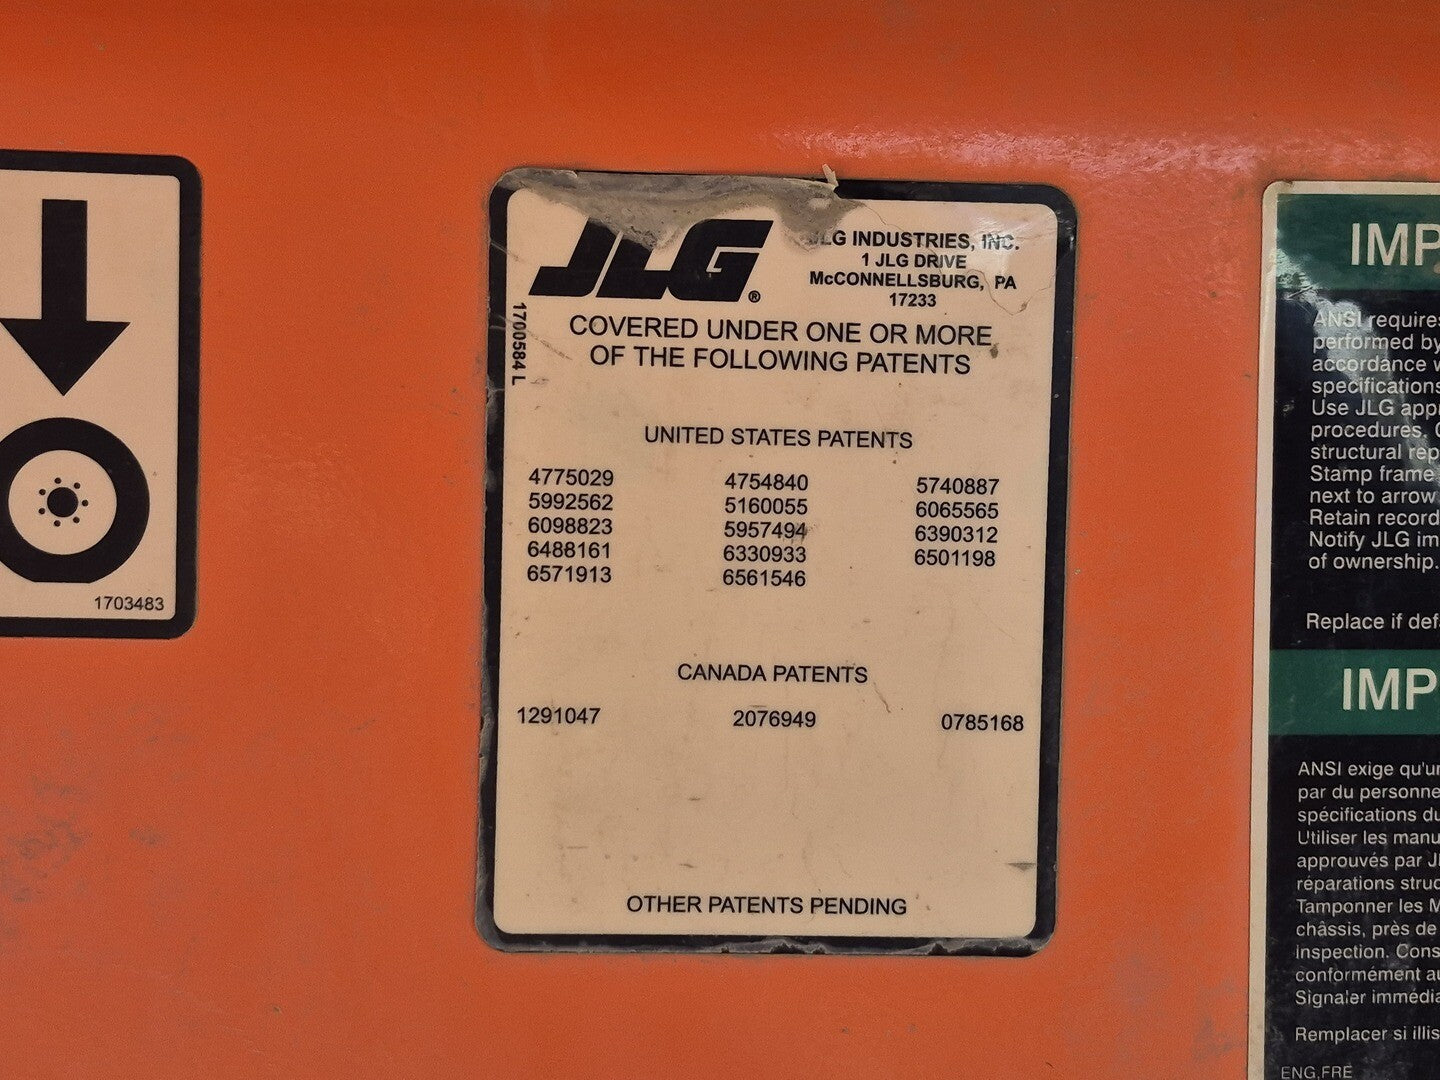 1703483
JLG®
JLG INDUSTRIES, INC.
1 JLG DRIVE
McCONNELLSBURG, PA
17233
1700584 L
COVERED UNDER ONE OR MORE
OF THE FOLLOWING PATENTS
UNITED STATES PATENTS
4775029 4754840 5740887
5992562 5160055 6065565
6098823 5957494 6390312
6488161 6330933 6501198
6571913 6561546
CANADA PATENTS
1291047 2076949 0785168
OTHER PATENTS PENDING
IMP
ANSI requires
performed by
accordance w
specifications
Use JLG app
procedures.
structural rep
Stamp frame
next to arrow
Retain record
Notify JLG im
of ownership.
Replace if def
IMP
ANSI exige qu'un
par du personne
spécifications du
Utiliser les manu
approuvés par JL
réparations struc
Tamponner les M
châssis, près de
inspection. Cons
conformément au
Signaler immédia
Remplacer si illis
ENG,FRE